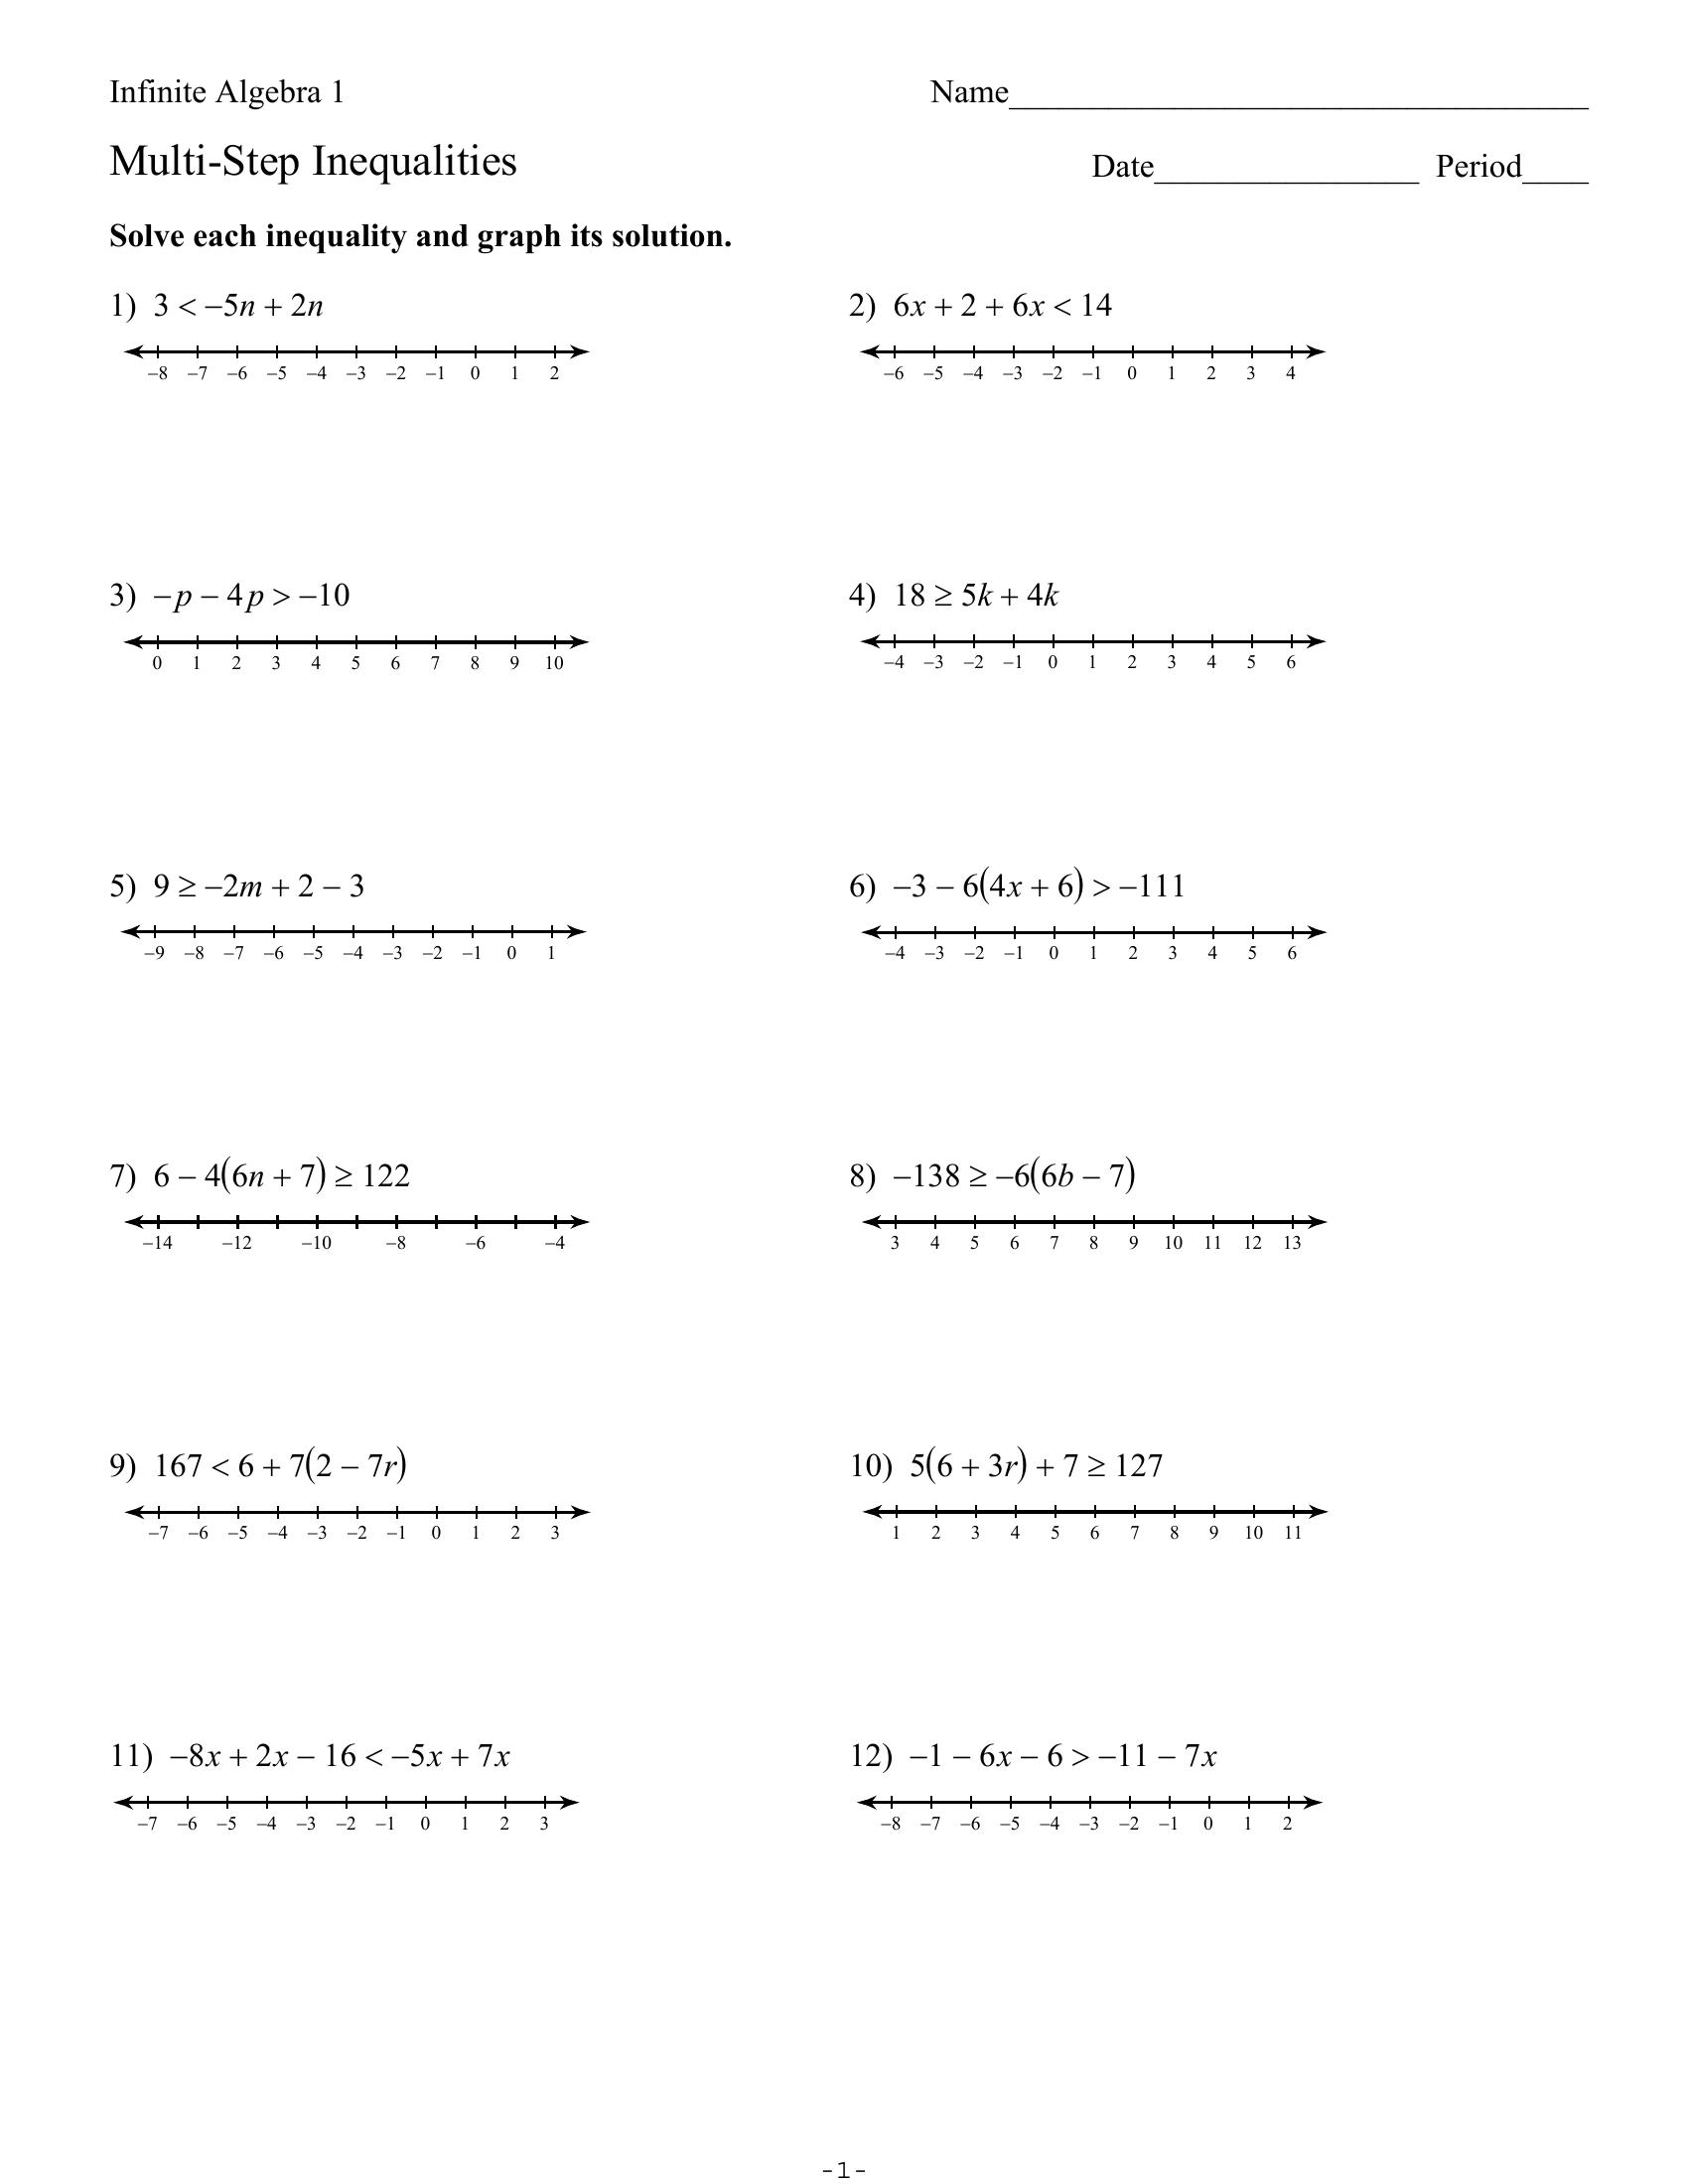 Infinite Algebra 1
Name___________________________________
Multi-Step Inequalities
Date________________ Period____
Solve each inequality and graph its solution.
1) 3 < −5n + 2n
−8 −7 −6 −5 −4 −3 −2 −1 0 1 2
2) 6x + 2 + 6x < 14
−6 −5 −4 −3 −2 −1 0 1 2 3 4
3) −p − 4p > −10
0 1 2 3 4 5 6 7 8 9 10
4) 18 ≥ 5k + 4k
−4 −3 −2 −1 0 1 2 3 4 5 6
5) 9 ≥ −2m + 2 − 3
−9 −8 −7 −6 −5 −4 −3 −2 −1 0 1
6) −3 − 6(4x + 6) > −111
−4 −3 −2 −1 0 1 2 3 4 5 6
7) 6 − 4(6n + 7) ≥ 122
−14 −12 −10 −8 −6 −4
8) −138 ≥ −6(6b − 7)
3 4 5 6 7 8 9 10 11 12 13
9) 167 < 6 + 7(2 − 7r)
−7 −6 −5 −4 −3 −2 −1 0 1 2 3
10) 5(6 + 3r) + 7 ≥ 127
1 2 3 4 5 6 7 8 9 10 11
11) −8x + 2x − 16 < −5x + 7x
−7 −6 −5 −4 −3 −2 −1 0 1 2 3
12) −1 − 6x − 6 > −11 − 7x
−8 −7 −6 −5 −4 −3 −2 −1 0 1 2
-1-